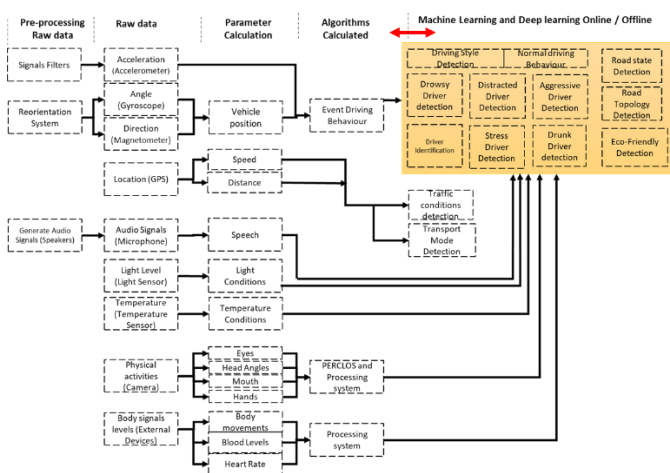 Pre-processing
Raw data
Raw data
Parameter
Calculation
Algorithms
Calculated
Machine Learning and Deep learning Online / Offline
Signals Filters
Acceleration
(Accelerometer)
Reorientation
System
Angle
(Gyroscope)
Direction
(Magnetometer)
Vehicle
position
Event Driving
Behaviour
Driving Style
Detection
Normal driving
Behaviour
Road state
Detection
Drowsy
Driver
detection
Distracted
Driver
Detection
Aggressive
Driver
Detection
Road
Topology
Detection
Driver
Identification
Stress
Driver
Detection
Drunk
Driver
detection
Eco-Friendly
Detection
Location (GPS)
Speed
Distance
Traffic
conditions
detection
Transport
Mode
Detection
Generate Audio
Signals (Speakers)
Audio Signals
(Microphone)
Speech
Light Level
(Light Sensor)
Light
Conditions
Temperature
(Temperature
Sensor)
Temperature
Conditions
Physical
activities
(Camera)
Eyes
Head Angles
Mouth
Hands
PERCLOS and
Processing
system
Body signals
levels (External
Devices)
Body
movements
Blood Levels
Heart Rate
Processing
system